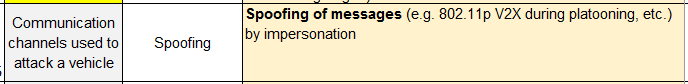 Communication
channels used to
attack a vehicle
Spoofing
Spoofing of messages (e.g. 802.11p V2X during platooning, etc.)
by impersonation